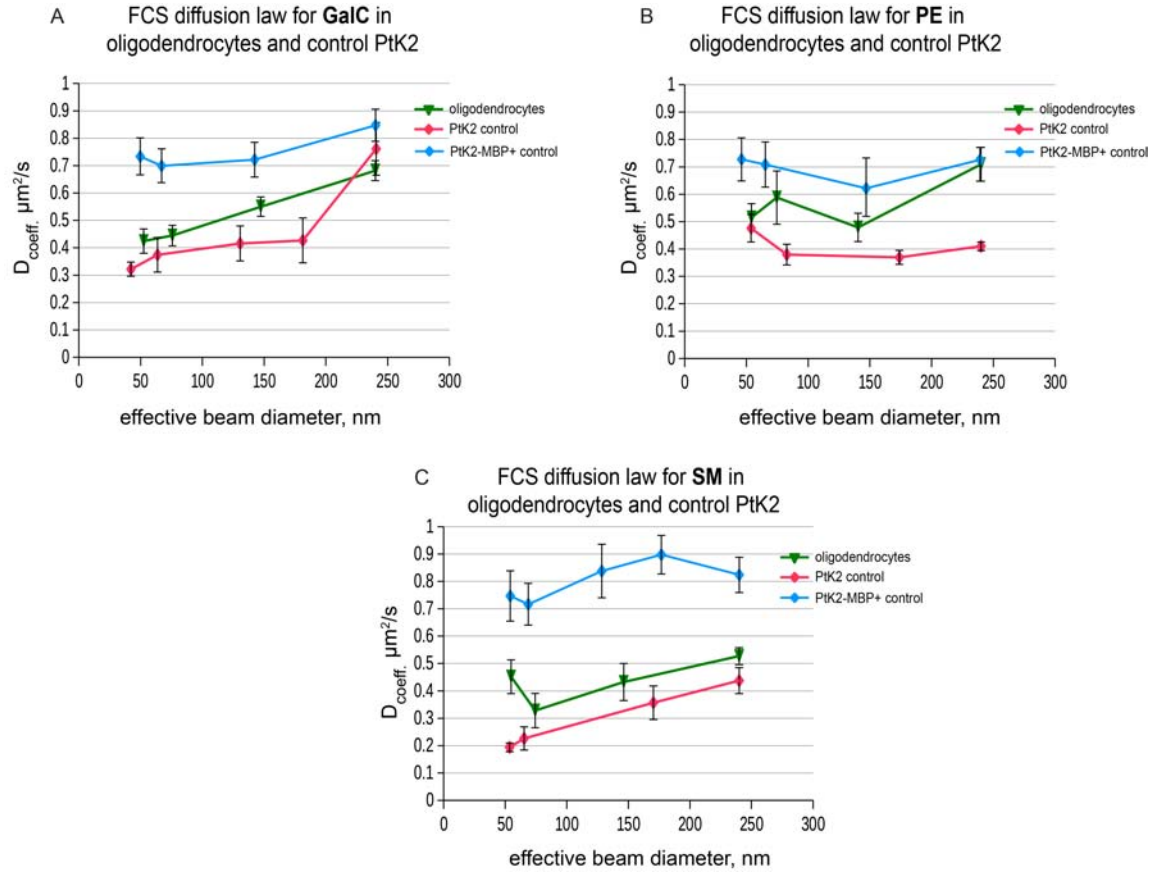 A
FCS diffusion law for GalC in
oligodendrocytes and control PtK2
1
0.9
0.8
0.7
0.6
0.5
0.4
0.3
0.2
0.1
0
D coeff. μm²/s
0 50 100 150 200 250 300
effective beam diameter, nm
oligodendrocytes
PtK2 control
PtK2-MBP+ control
B
FCS diffusion law for PE in
oligodendrocytes and control PtK2
1
0.9
0.8
0.7
0.6
0.5
0.4
0.3
0.2
0.1
0
D coeff. μm²/s
0 50 100 150 200 250 300
effective beam diameter, nm
oligodendrocytes
PtK2 control
PtK2-MBP+ control
C
FCS diffusion law for SM in
oligodendrocytes and control PtK2
1
0.9
0.8
0.7
0.6
0.5
0.4
0.3
0.2
0.1
0
D coeff. μm²/s
0 50 100 150 200 250 300
effective beam diameter, nm
oligodendrocytes
PtK2 control
PtK2-MBP+ control